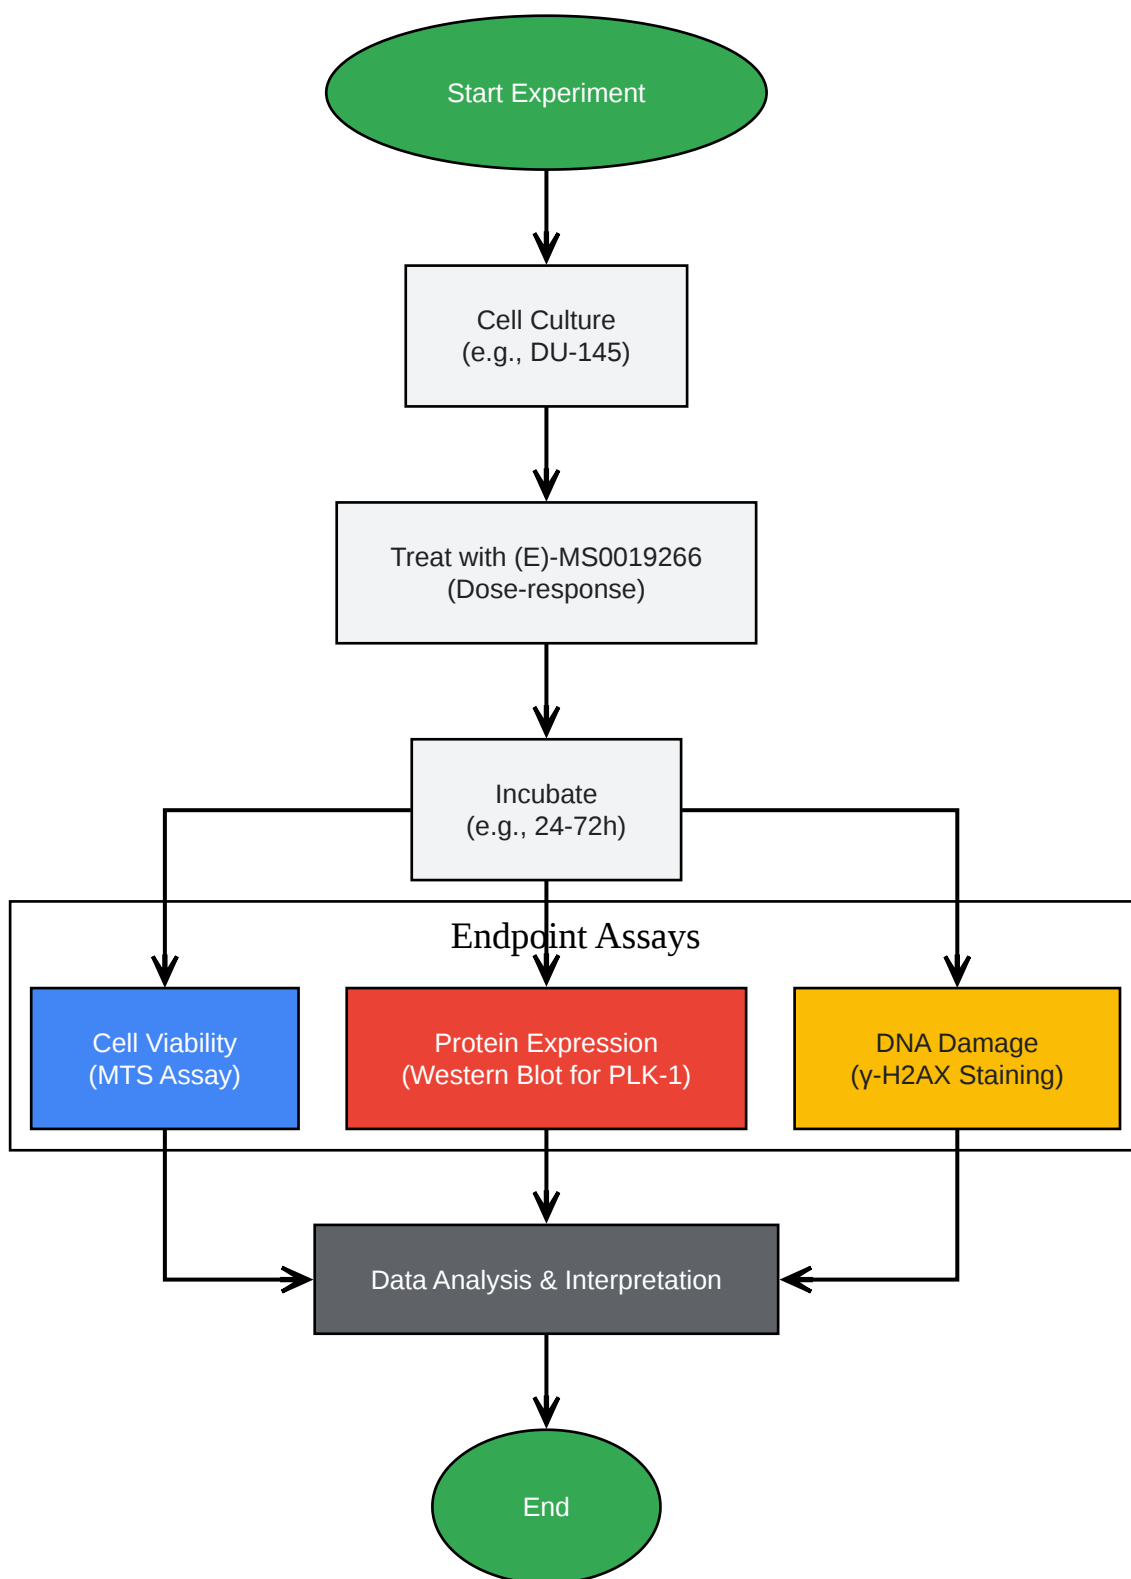 Start Experiment
Cell Culture
(e.g., DU-145)
Treat with (E)-MS0019266
(Dose-response)
Incubate
(e.g., 24-72h)
Endpoint Assays
Cell Viability
(MTS Assay)
Protein Expression
(Western Blot for PLK-1)
DNA Damage
(γ-H2AX Staining)
Data Analysis & Interpretation
End